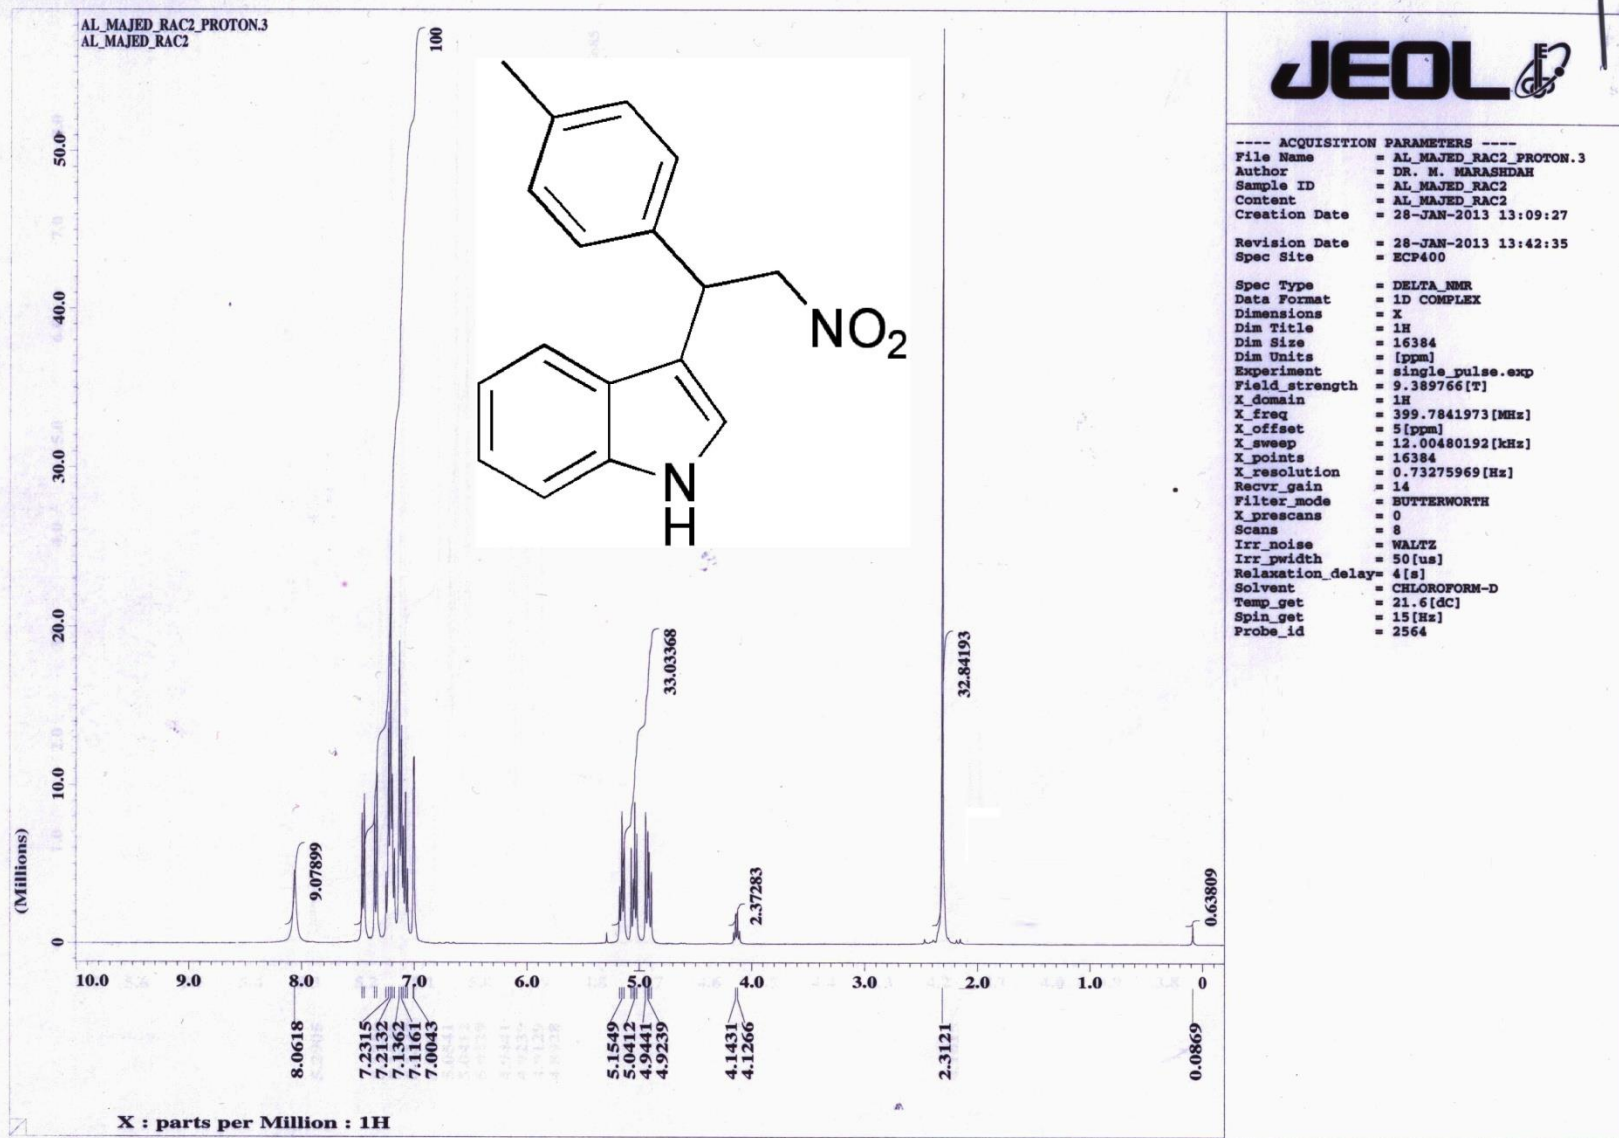 AL_MAJED_RAC2_PROTON.3
AL_MAJED_RAC2
JEOL
---- ACQUISITION PARAMETERS ----
File Name = AL_MAJED_RAC2_PROTON.3
Author = DR. M. MARASHDAH
Sample ID = AL_MAJED_RAC2
Content = AL_MAJED_RAC2
Creation Date = 28-JAN-2013 13:09:27
Revision Date = 28-JAN-2013 13:42:35
Spec Site = ECP400
Spec Type = DELTA_NMR
Data Format = 1D COMPLEX
Dimensions = X
Dim Title = 1H
Dim Size = 16384
Dim Units = [ppm]
Experiment = single_pulse.exp
Field_strength = 9.389766[T]
X_domain = 1H
X_freq = 399.7841973[MHz]
X_offset = 5[ppm]
X_sweep = 12.00480192[kHz]
X_points = 16384
X_resolution = 0.73275969[Hz]
Recvr_gain = 14
Filter_mode = BUTTERWORTH
X_prescans = 0
Scans = 8
Irr_noise = WALTZ
Irr_pwidth = 50[us]
Relaxation_delay= 4[s]
Solvent = CHLOROFORM-D
Temp_get = 21.6[dC]
Spin_get = 15[Hz]
Probe_id = 2564
100
NO2
N
H
50.0
40.0
30.0
20.0
10.0
0
(Millions)
9.07899
33.03368
2.37283
32.84193
0.63809
10.0 9.0 8.0 7.0 6.0 5.0 4.0 3.0 2.0 1.0 0
8.0618
7.2315
7.2132
7.1362
7.1161
7.0043
5.1549
5.0412
4.9441
4.9239
4.1431
4.1266
2.3121
0.0869
X : parts per Million : 1H